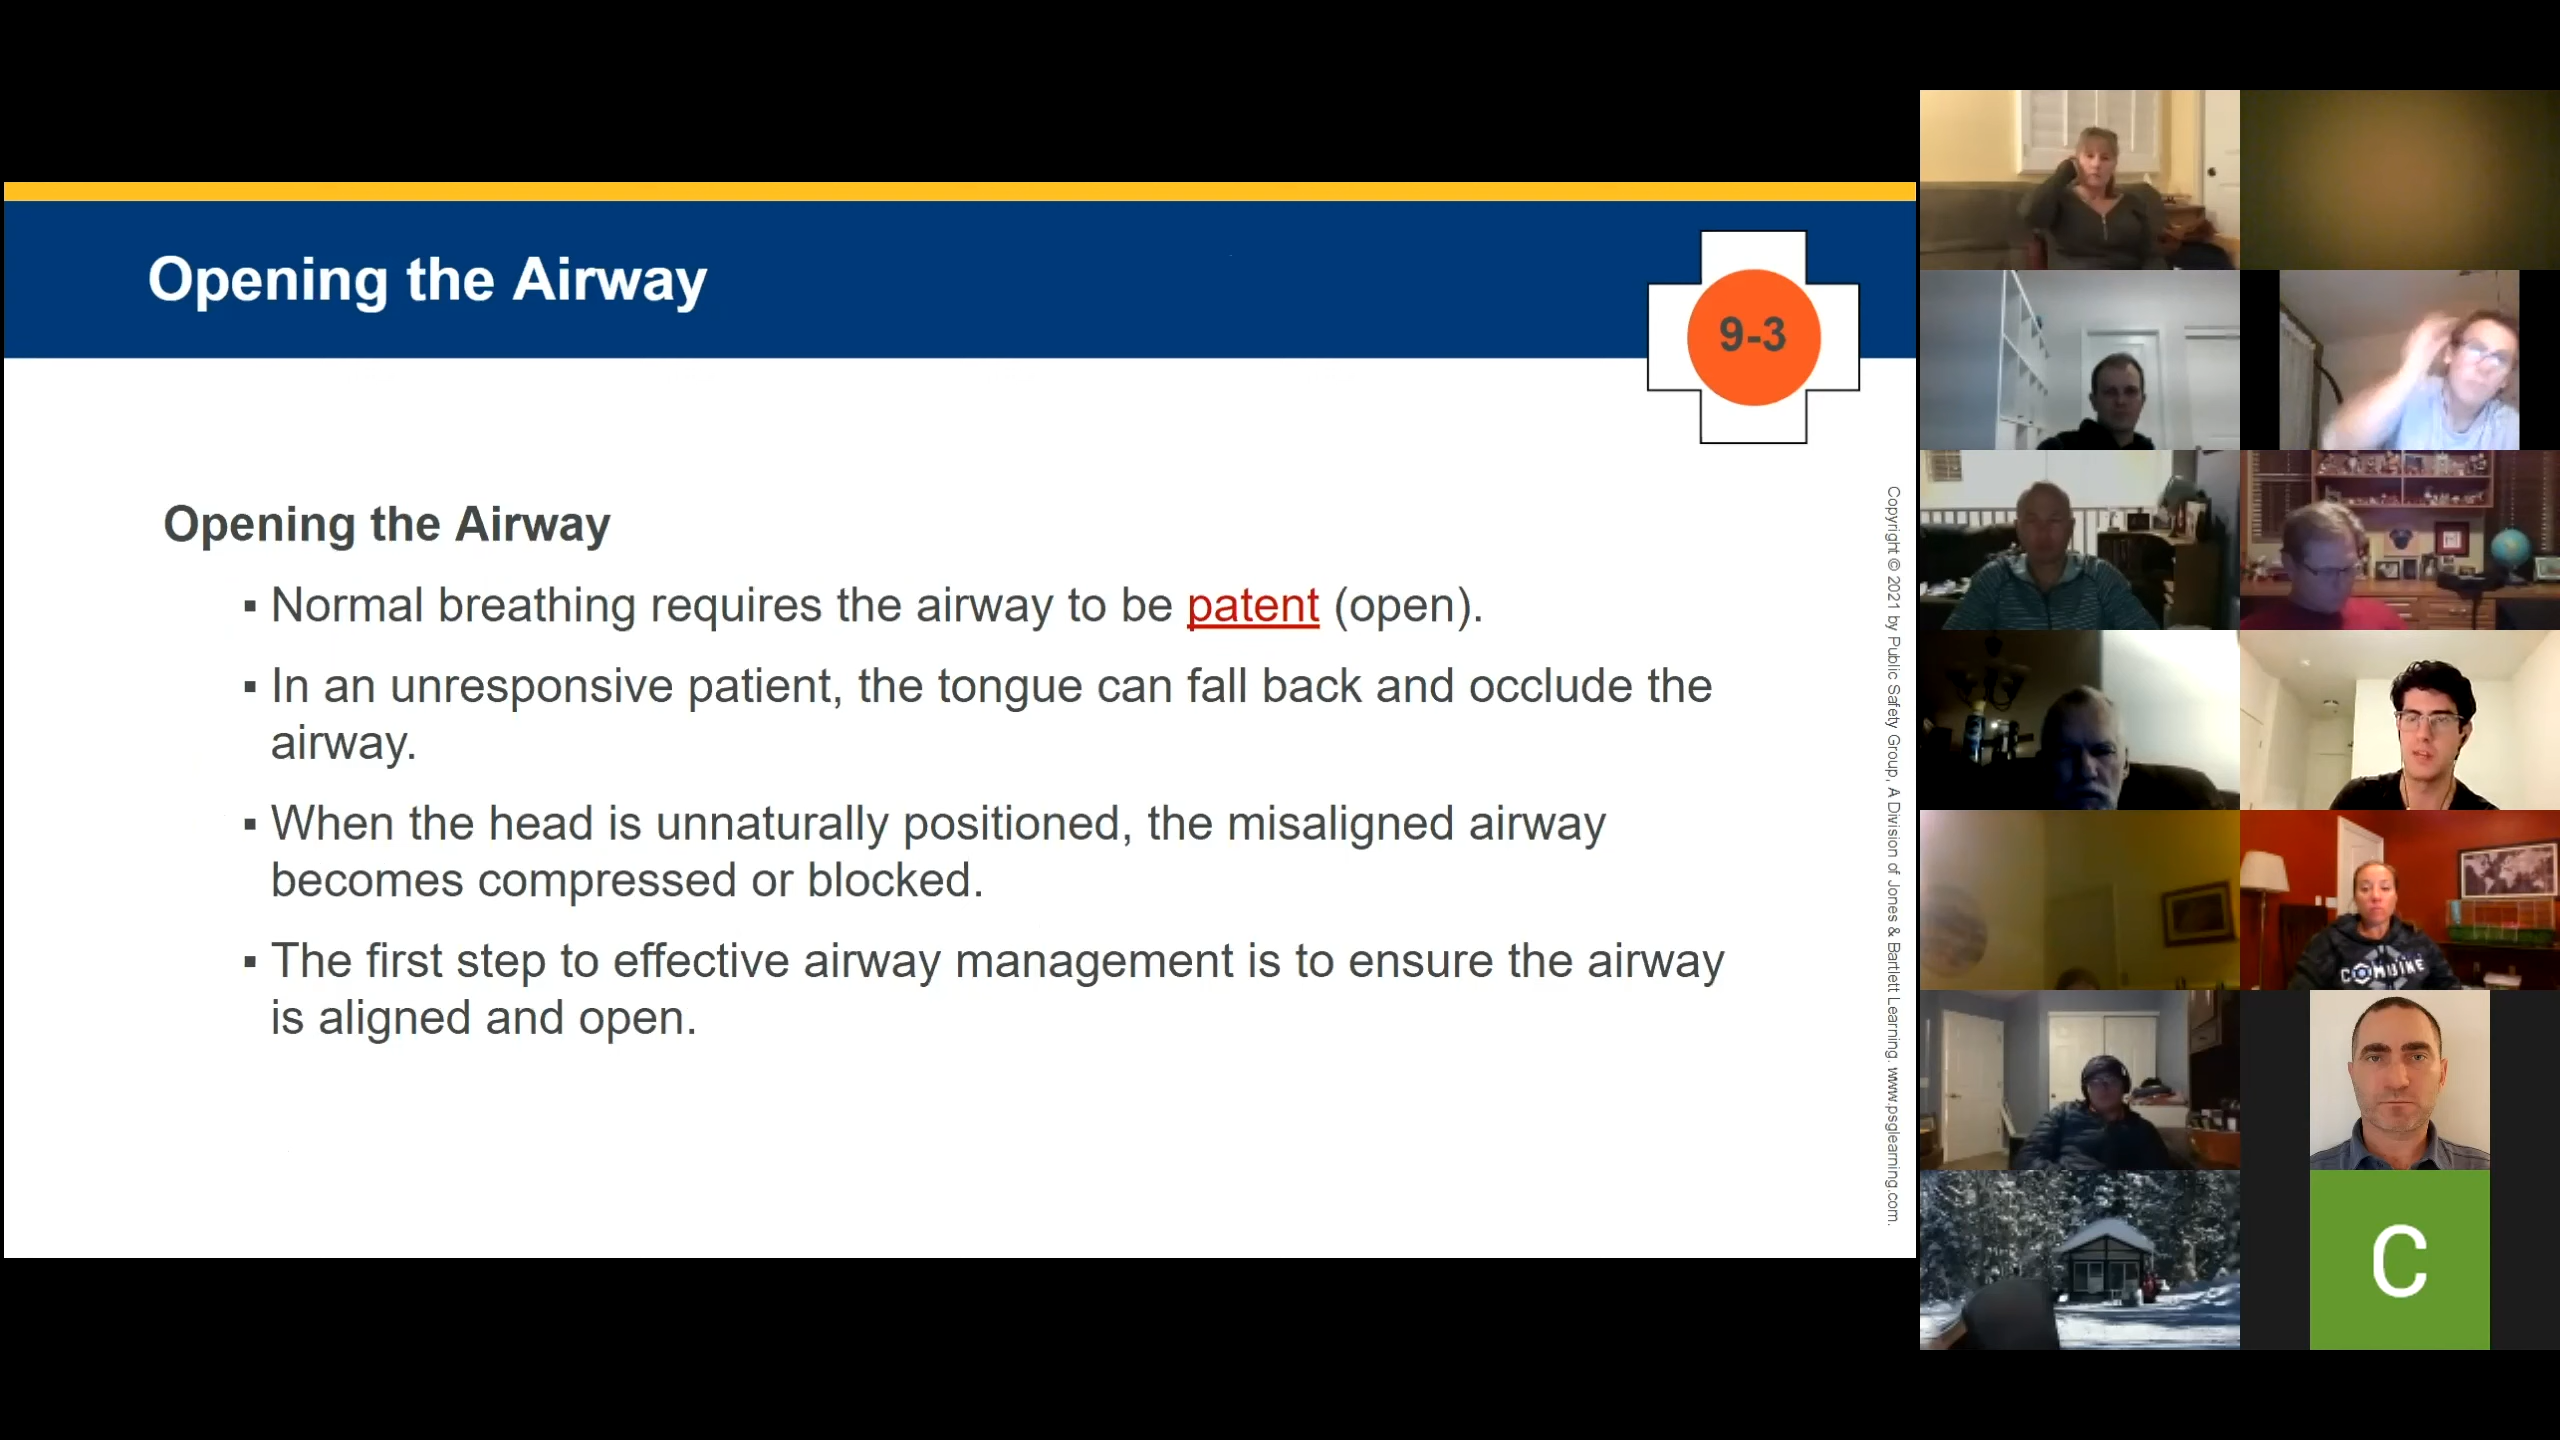 Opening the Airway
9-3
Opening the Airway
▪ Normal breathing requires the airway to be patent (open).
▪ In an unresponsive patient, the tongue can fall back and occlude the
airway.
▪ When the head is unnaturally positioned, the misaligned airway
becomes compressed or blocked.
▪ The first step to effective airway management is to ensure the airway
is aligned and open.
Copyright © 2021 by Public Safety Group, A Division of Jones & Bartlett Learning. www.psglearning.com.
COMBINE
C